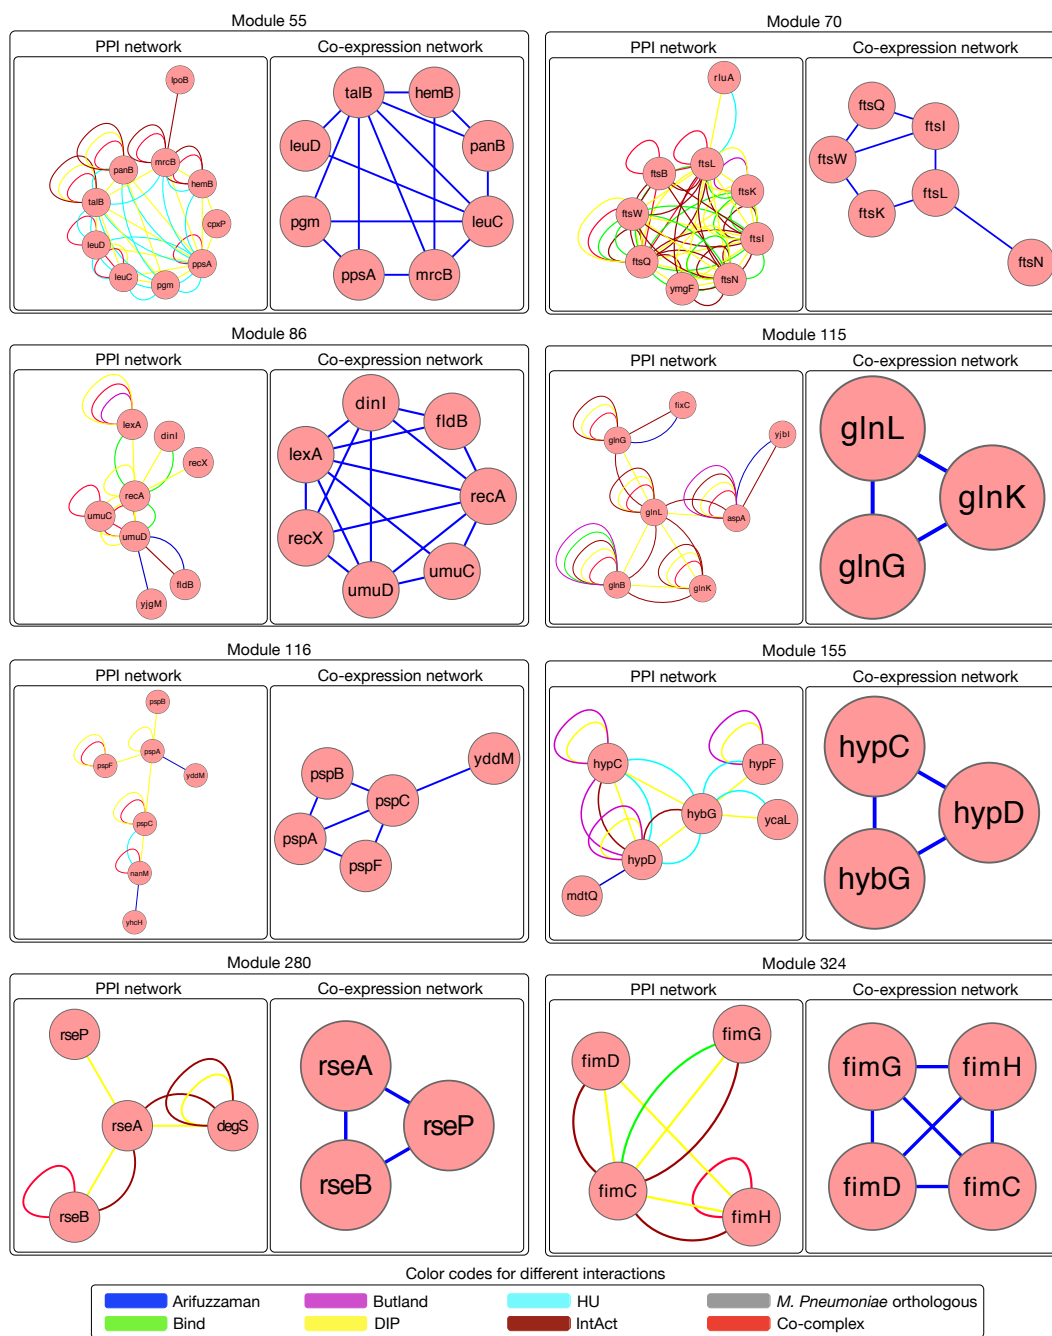 Module 55
PPI network
Co-expression network
lpoB
panB
mrcB
hemB
talB
cpxP
leuD
ppsA
leuC
pgm
talB
hemB
leuD
panB
pgm
leuC
ppsA
mrcB
Module 70
PPI network
Co-expression network
rluA
ftsL
ftsB
ftsK
ftsW
ftsI
ftsQ
ftsN
ymgF
ftsQ
ftsI
ftsW
ftsL
ftsK
ftsN
Module 86
PPI network
Co-expression network
lexA
dinI
recX
recA
umuC
umuD
fldB
yjgM
dinI
fldB
lexA
recA
recX
umuC
umuD
Module 115
PPI network
Co-expression network
fixC
glnG
yjbI
glnL
aspA
glnB
glnK
glnL
glnK
glnG
Module 116
PPI network
Co-expression network
pspB
pspA
pspF
yddM
pspC
nanM
yhcH
yddM
pspB
pspC
pspA
pspF
Module 155
PPI network
Co-expression network
hypC
hypF
hybG
ycaL
hypD
mdtQ
hypC
hypD
hybG
Module 280
PPI network
Co-expression network
rseP
rseA
degS
rseB
rseA
rseP
rseB
Module 324
PPI network
Co-expression network
fimG
fimD
fimC
fimH
fimG
fimH
fimD
fimC
Color codes for different interactions
Arifuzzaman
Butland
HU
M. Pneumoniae orthologous
Bind
DIP
IntAct
Co-complex